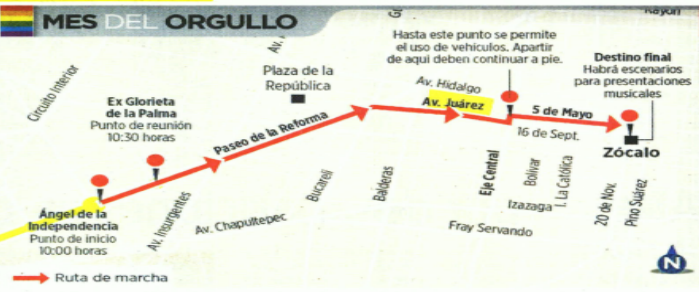 MES DEL ORGULLO
Rayón
Hasta este punto se permite
el uso de vehículos. Apartir
de aqui deben continuar a pie.
Destino final
Habrá escenarios
para presentaciones
musicales
Circuito Interior
Plaza de la
República
Av. Hidalgo
Av. Juárez
5 de Mayo
16 de Sept.
Zócalo
Ex Glorieta
de la Palma
Punto de reunión
10:30 horas
Paseo de la Reforma
Ángel de la
Independencia
Punto de inicio
10:00 horas
Av. Insurgentes
Av. Chapultepec
Bucareli
Balderas
Eje Central
Bolívar
I. La Católica
Izazaga
20 de Nov.
Pino Suárez
Fray Servando
N
Ruta de marcha